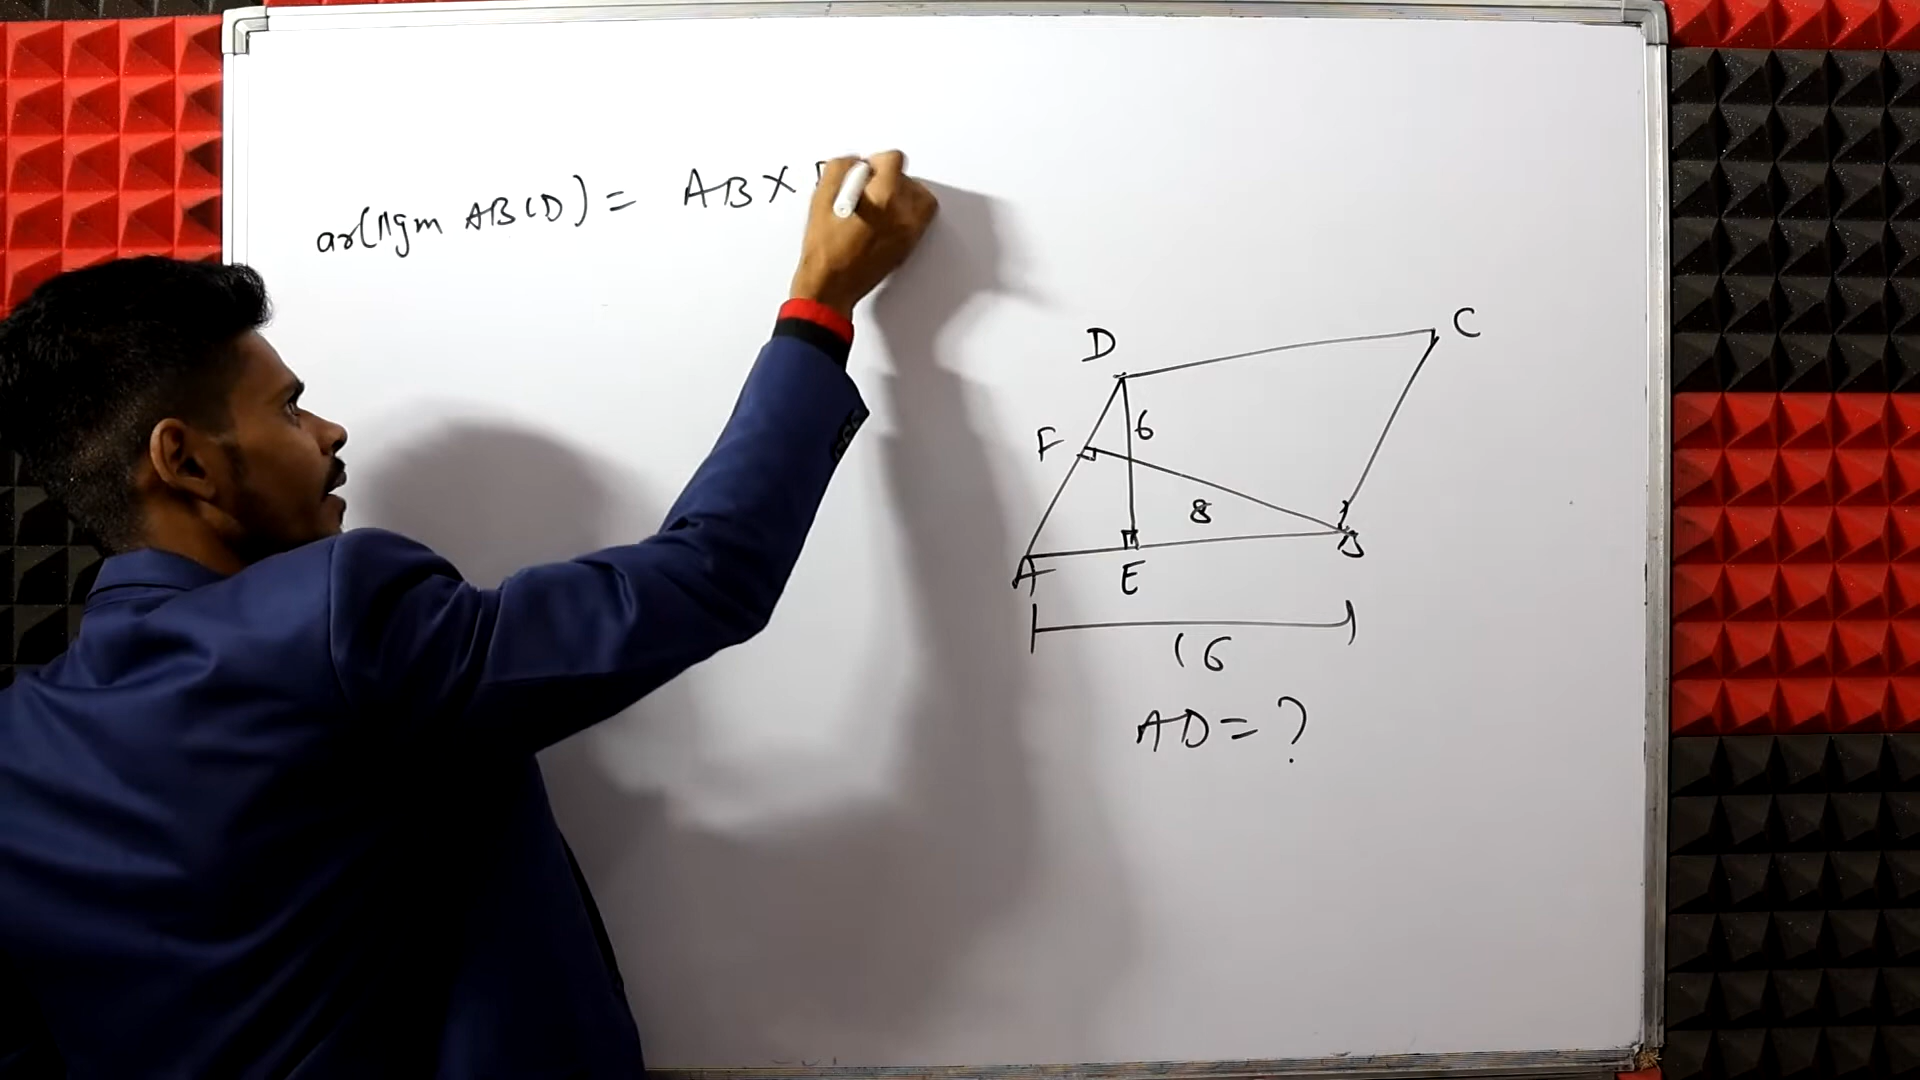 ar(||gm ABCD) = AB×
D
C
F
6
8
A
E
B
16
AD = ?